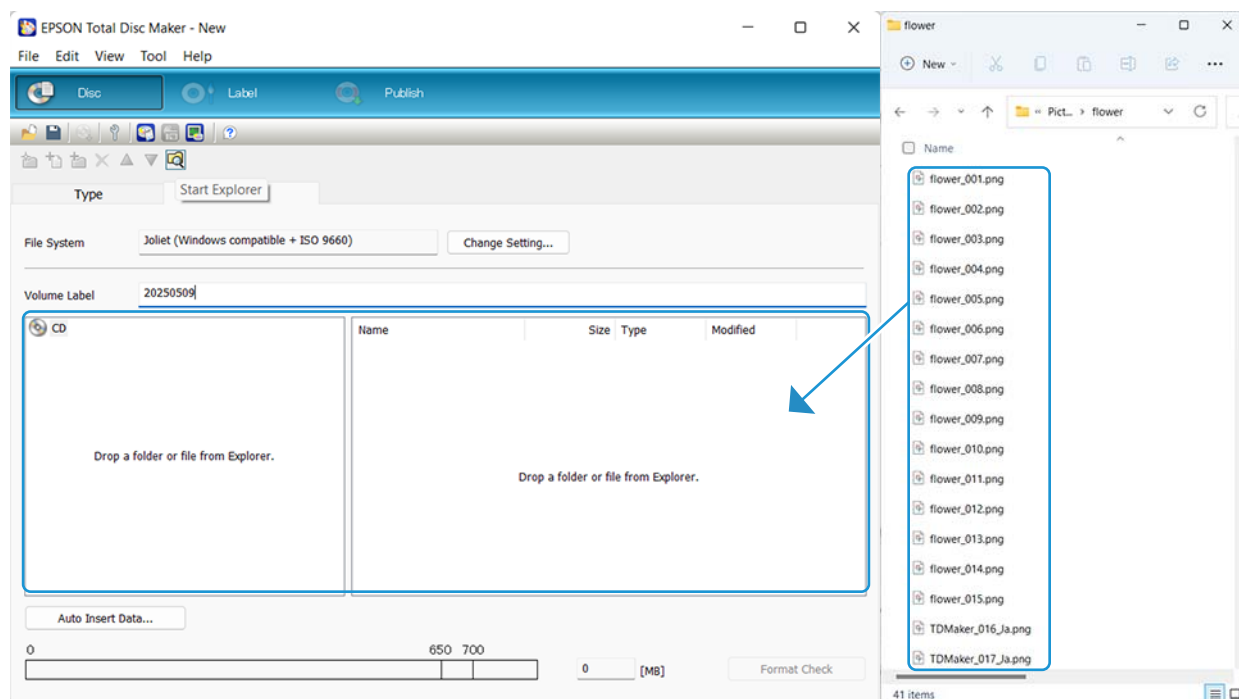 EPSON Total Disc Maker - New
File Edit View Tool Help
Disc Label Publish
Start Explorer
Type
File System Joliet (Windows compatible + ISO 9660) Change Setting...
Volume Label 20250509
CD
Drop a folder or file from Explorer.
Name Size Type Modified
Drop a folder or file from Explorer.
Auto Insert Data...
0 650 700
0 [MB] Format Check
flower
New
Pict... flower
Name
flower_001.png
flower_002.png
flower_003.png
flower_004.png
flower_005.png
flower_006.png
flower_007.png
flower_008.png
flower_009.png
flower_010.png
flower_011.png
flower_012.png
flower_013.png
flower_014.png
flower_015.png
TDMaker_016_Ja.png
TDMaker_017_Ja.png
41 items